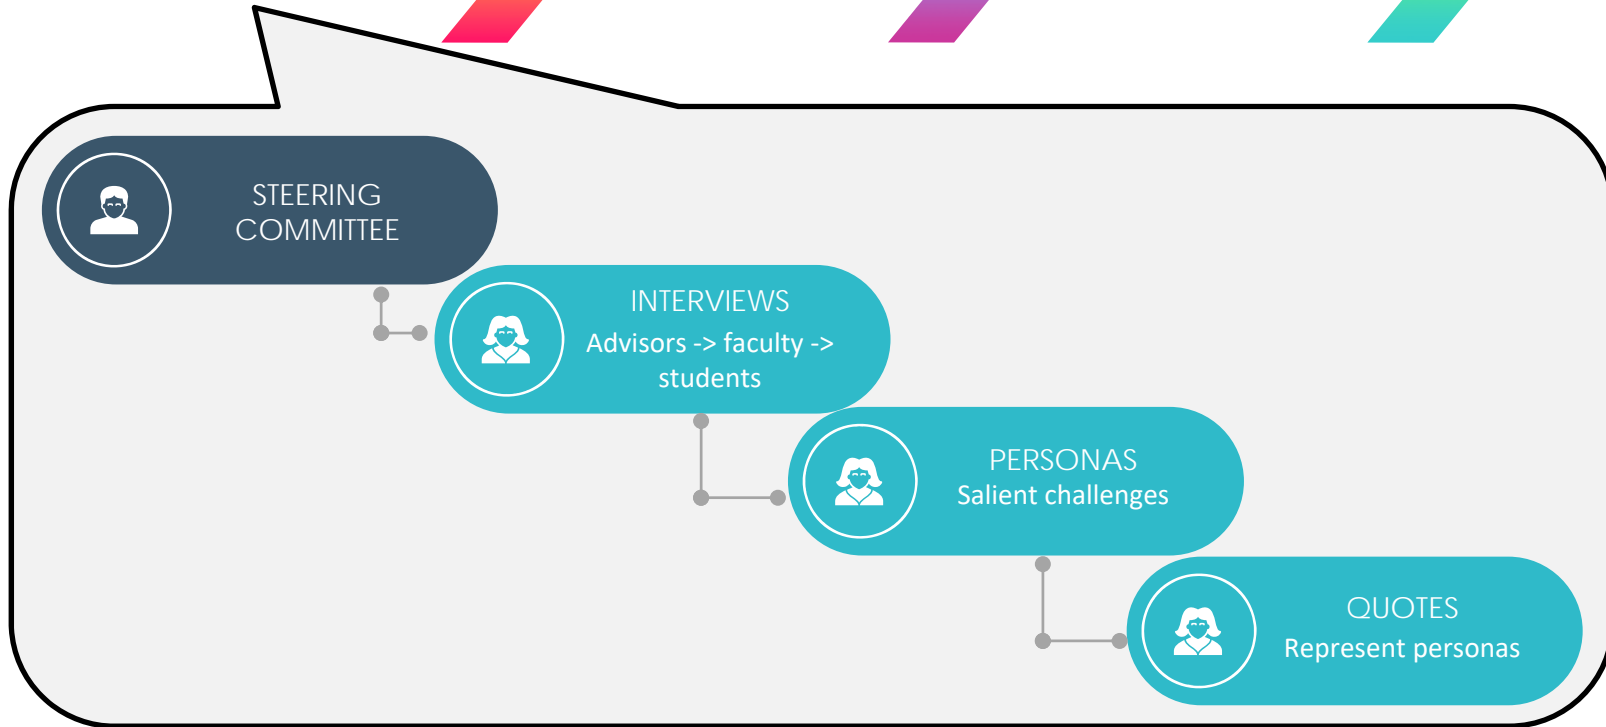 STEERING
COMMITTEE
INTERVIEWS
Advisors -> faculty ->
students
PERSONAS
Salient challenges
QUOTES
Represent personas